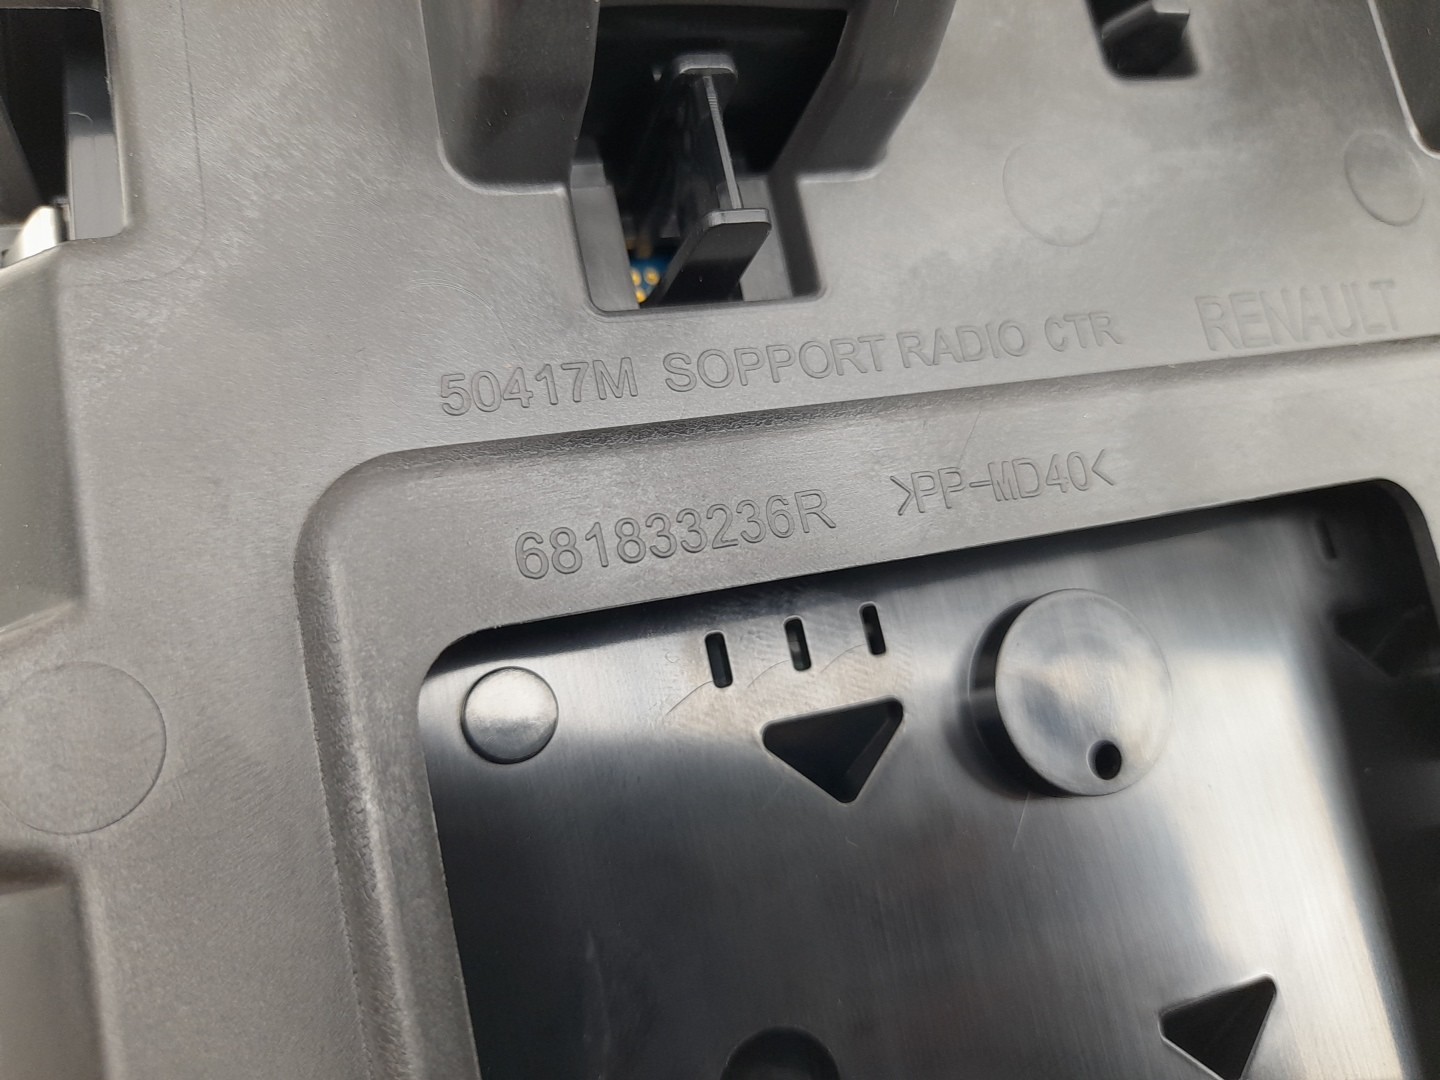 50417M SOPPORT RADIO CTR RENAULT
681833236R >PP-MD40<